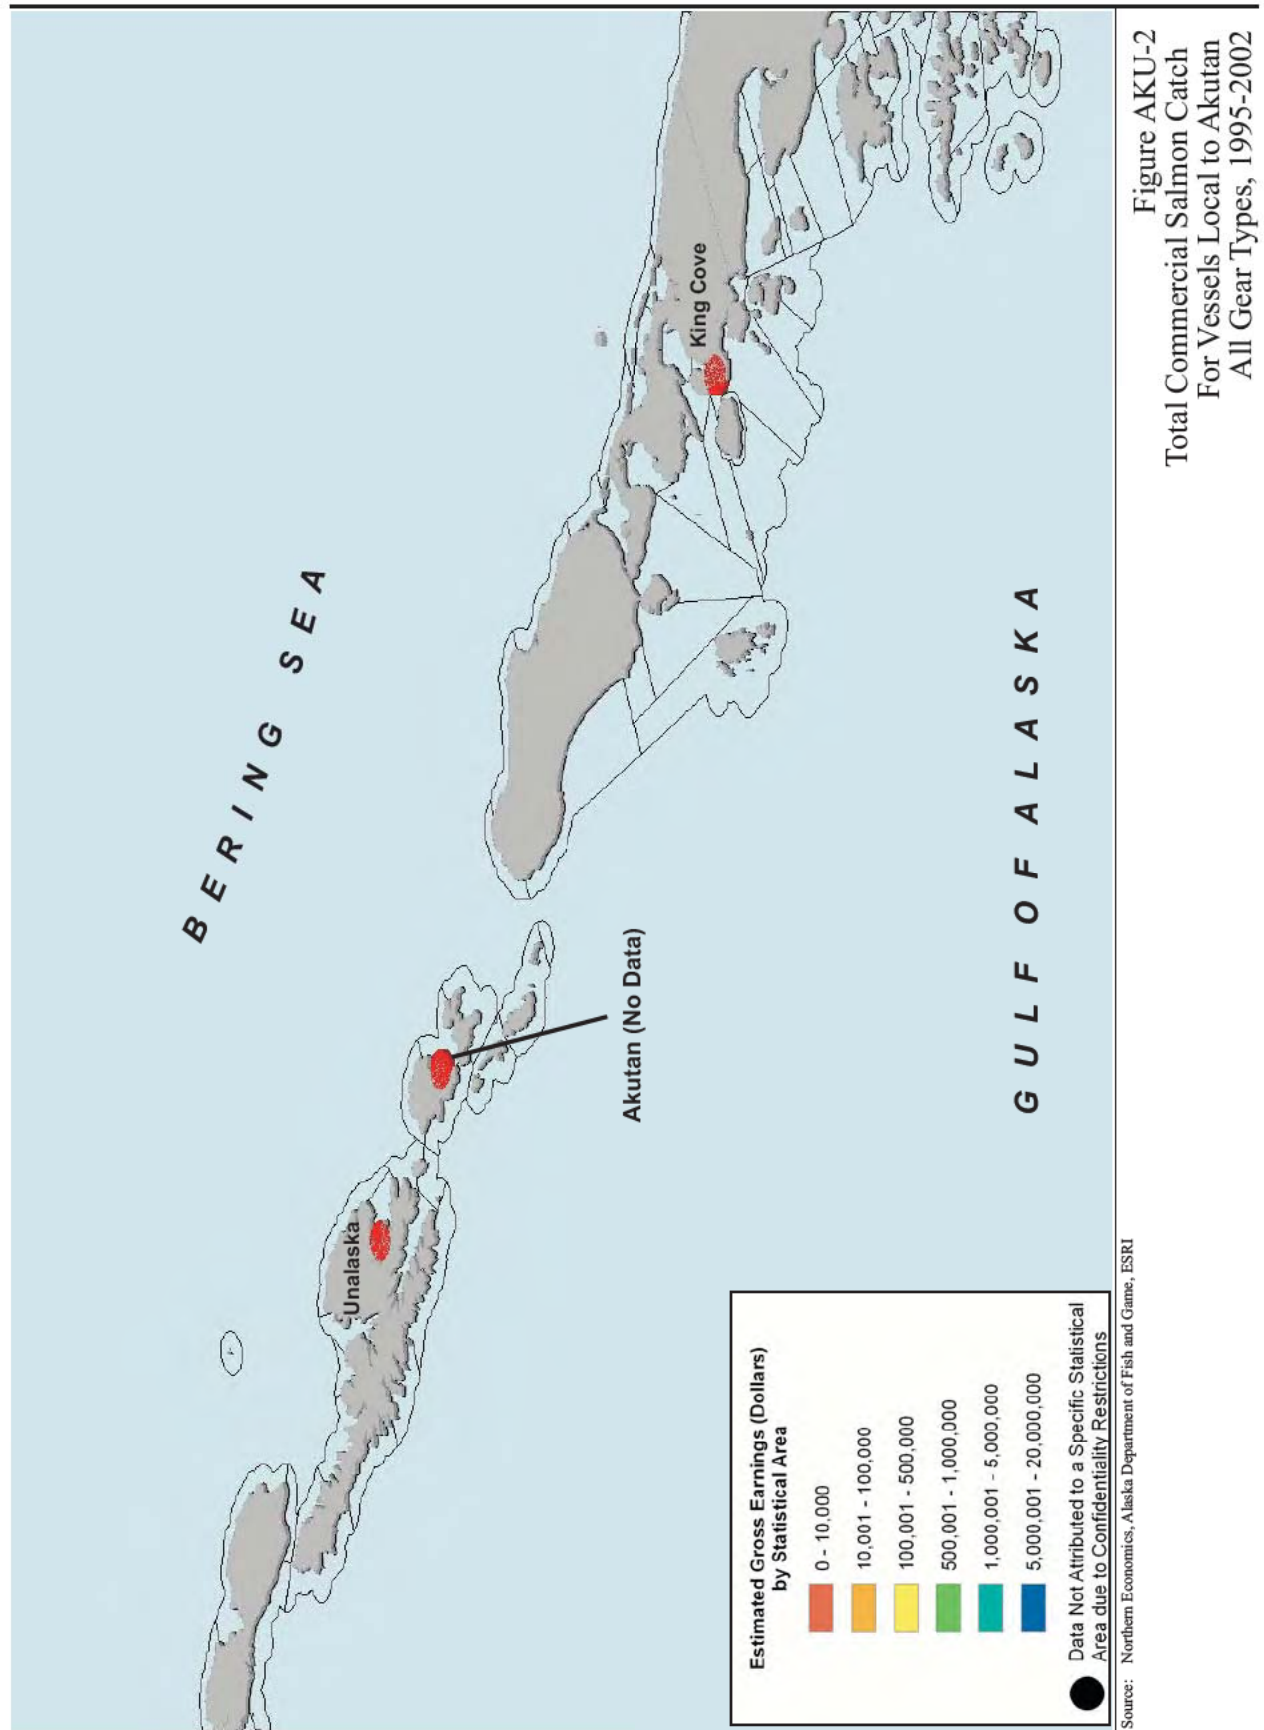 BERING SEA
King Cove
Akutan (No Data)
Unalaska
GULF OF ALASKA
Estimated Gross Earnings (Dollars)
by Statistical Area
0 - 10,000
10,001 - 100,000
100,001 - 500,000
500,001 - 1,000,000
1,000,001 - 5,000,000
5,000,001 - 20,000,000
Data Not Attributed to a Specific Statistical
Area due to Confidentiality Restrictions
Source: Northern Economics, Alaska Department of Fish and Game, ESRI
Figure AKU-2
Total Commercial Salmon Catch
For Vessels Local to Akutan
All Gear Types, 1995-2002